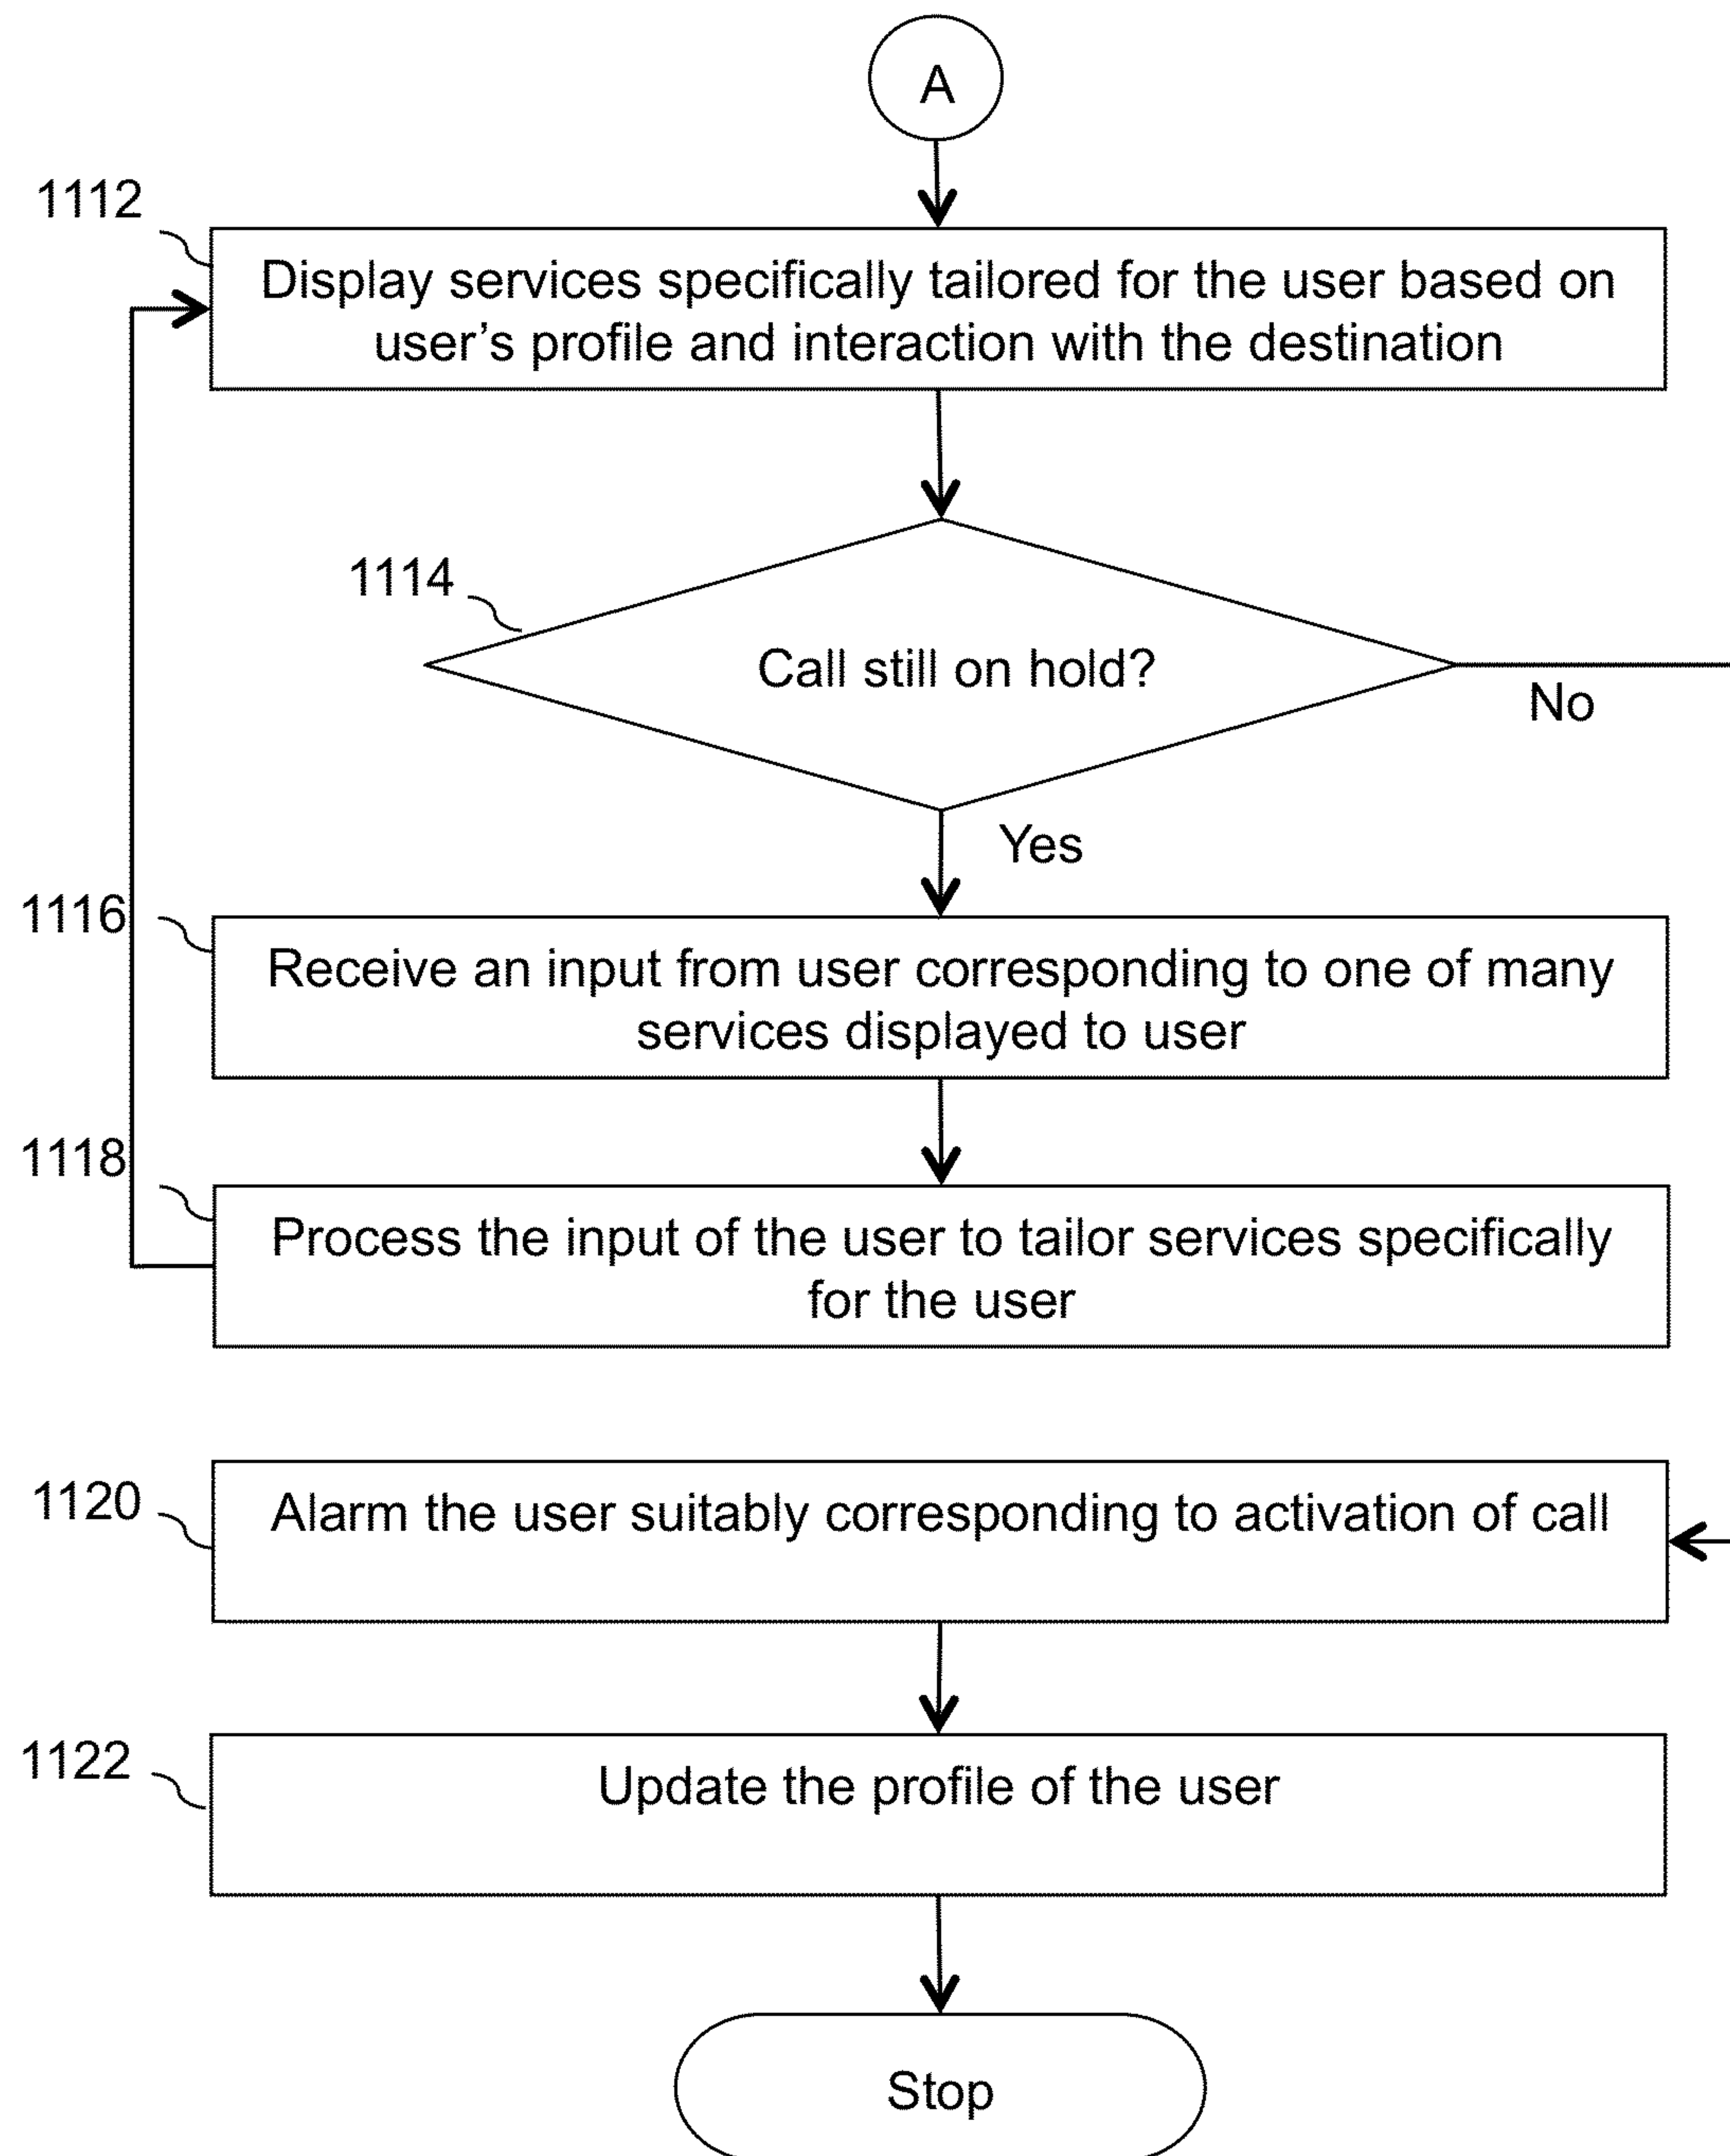 A
1112
Display services specifically tailored for the user based on
user's profile and interaction with the destination
1114
Call still on hold?
No
Yes
1116
Receive an input from user corresponding to one of many
services displayed to user
1118
Process the input of the user to tailor services specifically
for the user
1120
Alarm the user suitably corresponding to activation of call
1122
Update the profile of the user
Stop